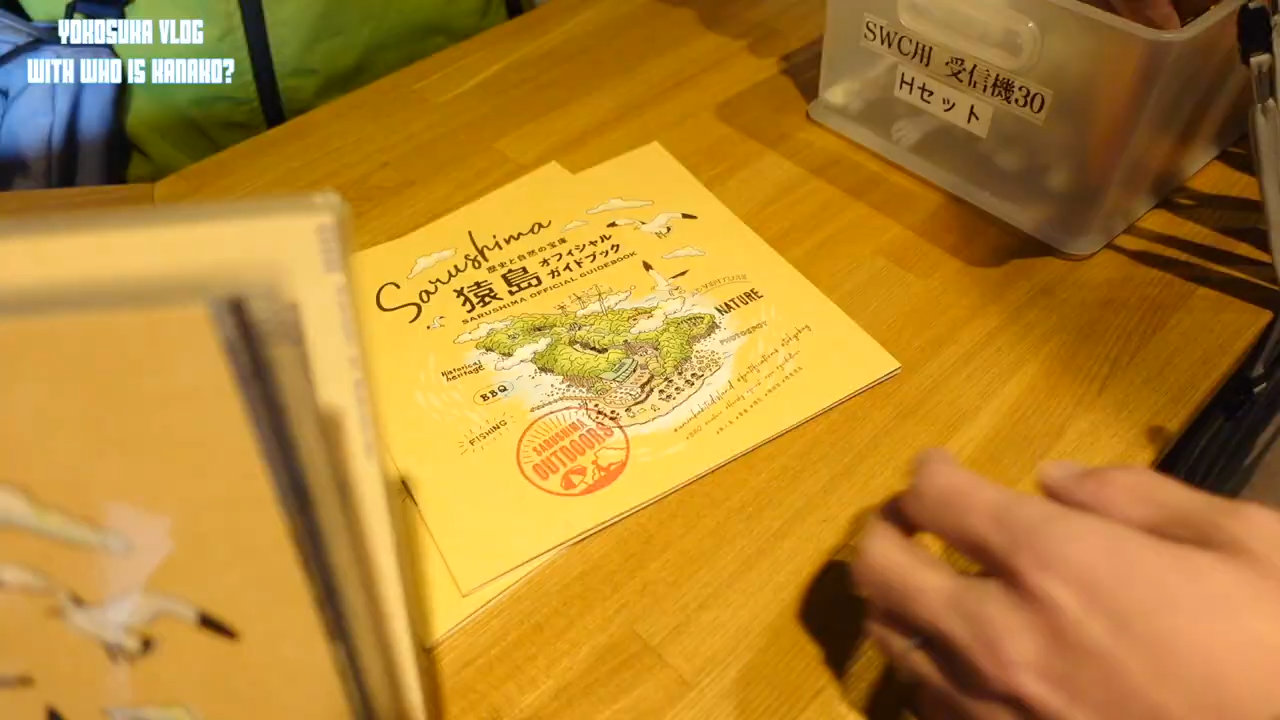 YOKOSUKA VLOG
WITH WHO IS KANAKO?
SWC用 受信機30
Hセット
Sarushima
歴史と自然の宝庫
猿島 オフィシャル
ガイドブック
SARUSHIMA OFFICIAL GUIDEBOOK
NATURE
PHOTOSPOT
Historical
heritage
BBQ
FISHING
SARUSHIMA
OUTDOORS